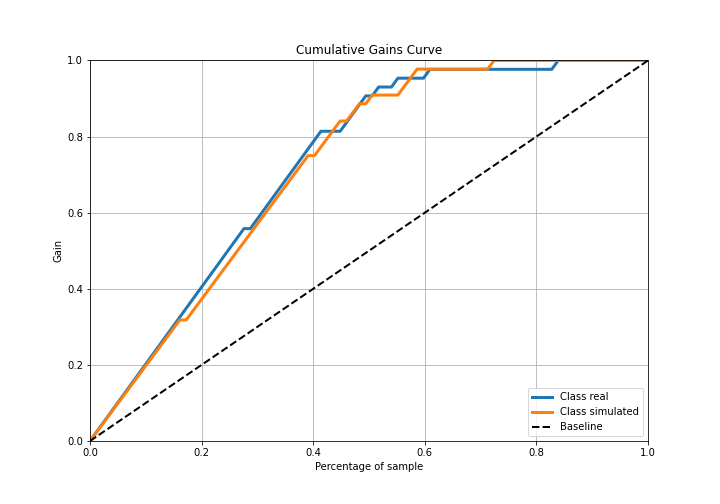 Cumulative Gains Curve
1.0
0.8
0.6
0.4
0.2
0.0
Gain
0.0 0.2 0.4 0.6 0.8 1.0
Percentage of sample
Class real
Class simulated
Baseline